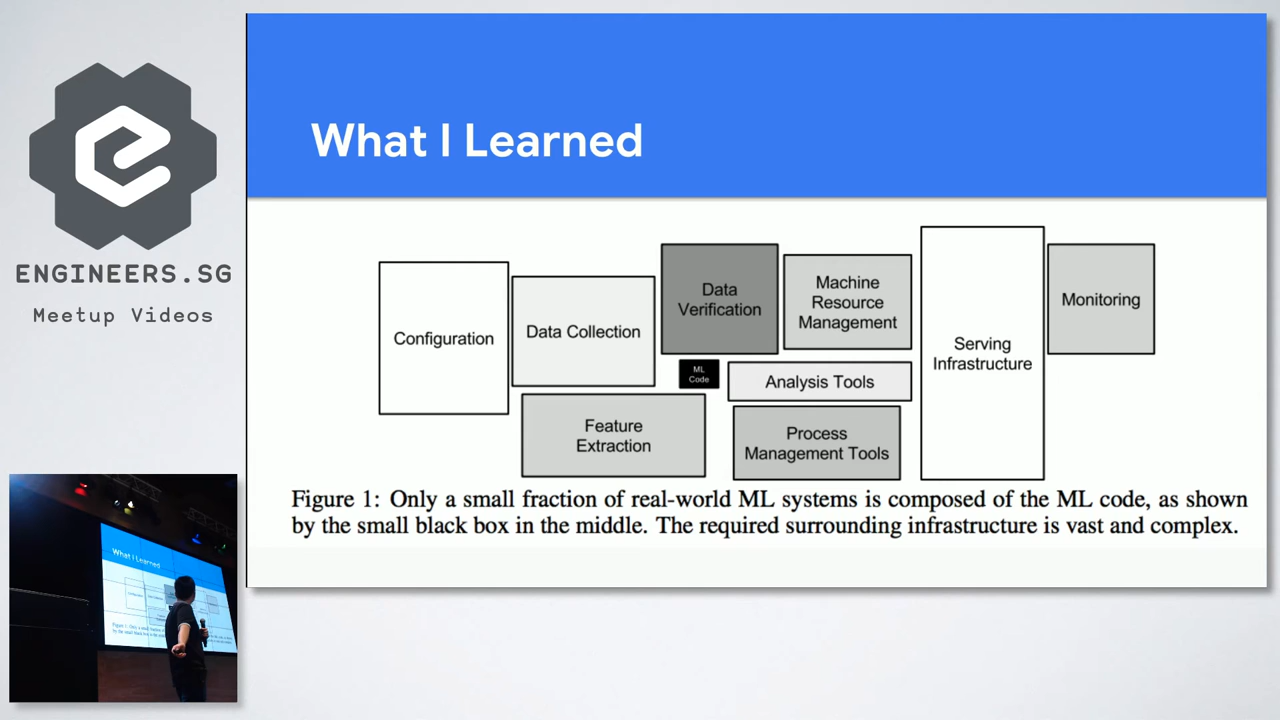 ENGINEERS.SG
Meetup Videos
What I Learned
Configuration
Data Collection
Data
Verification
Machine
Resource
Management
Serving
Infrastructure
Monitoring
ML
Code
Analysis Tools
Feature
Extraction
Process
Management Tools
Figure 1: Only a small fraction of real-world ML systems is composed of the ML code, as shown
by the small black box in the middle. The required surrounding infrastructure is vast and complex.
What I Learned